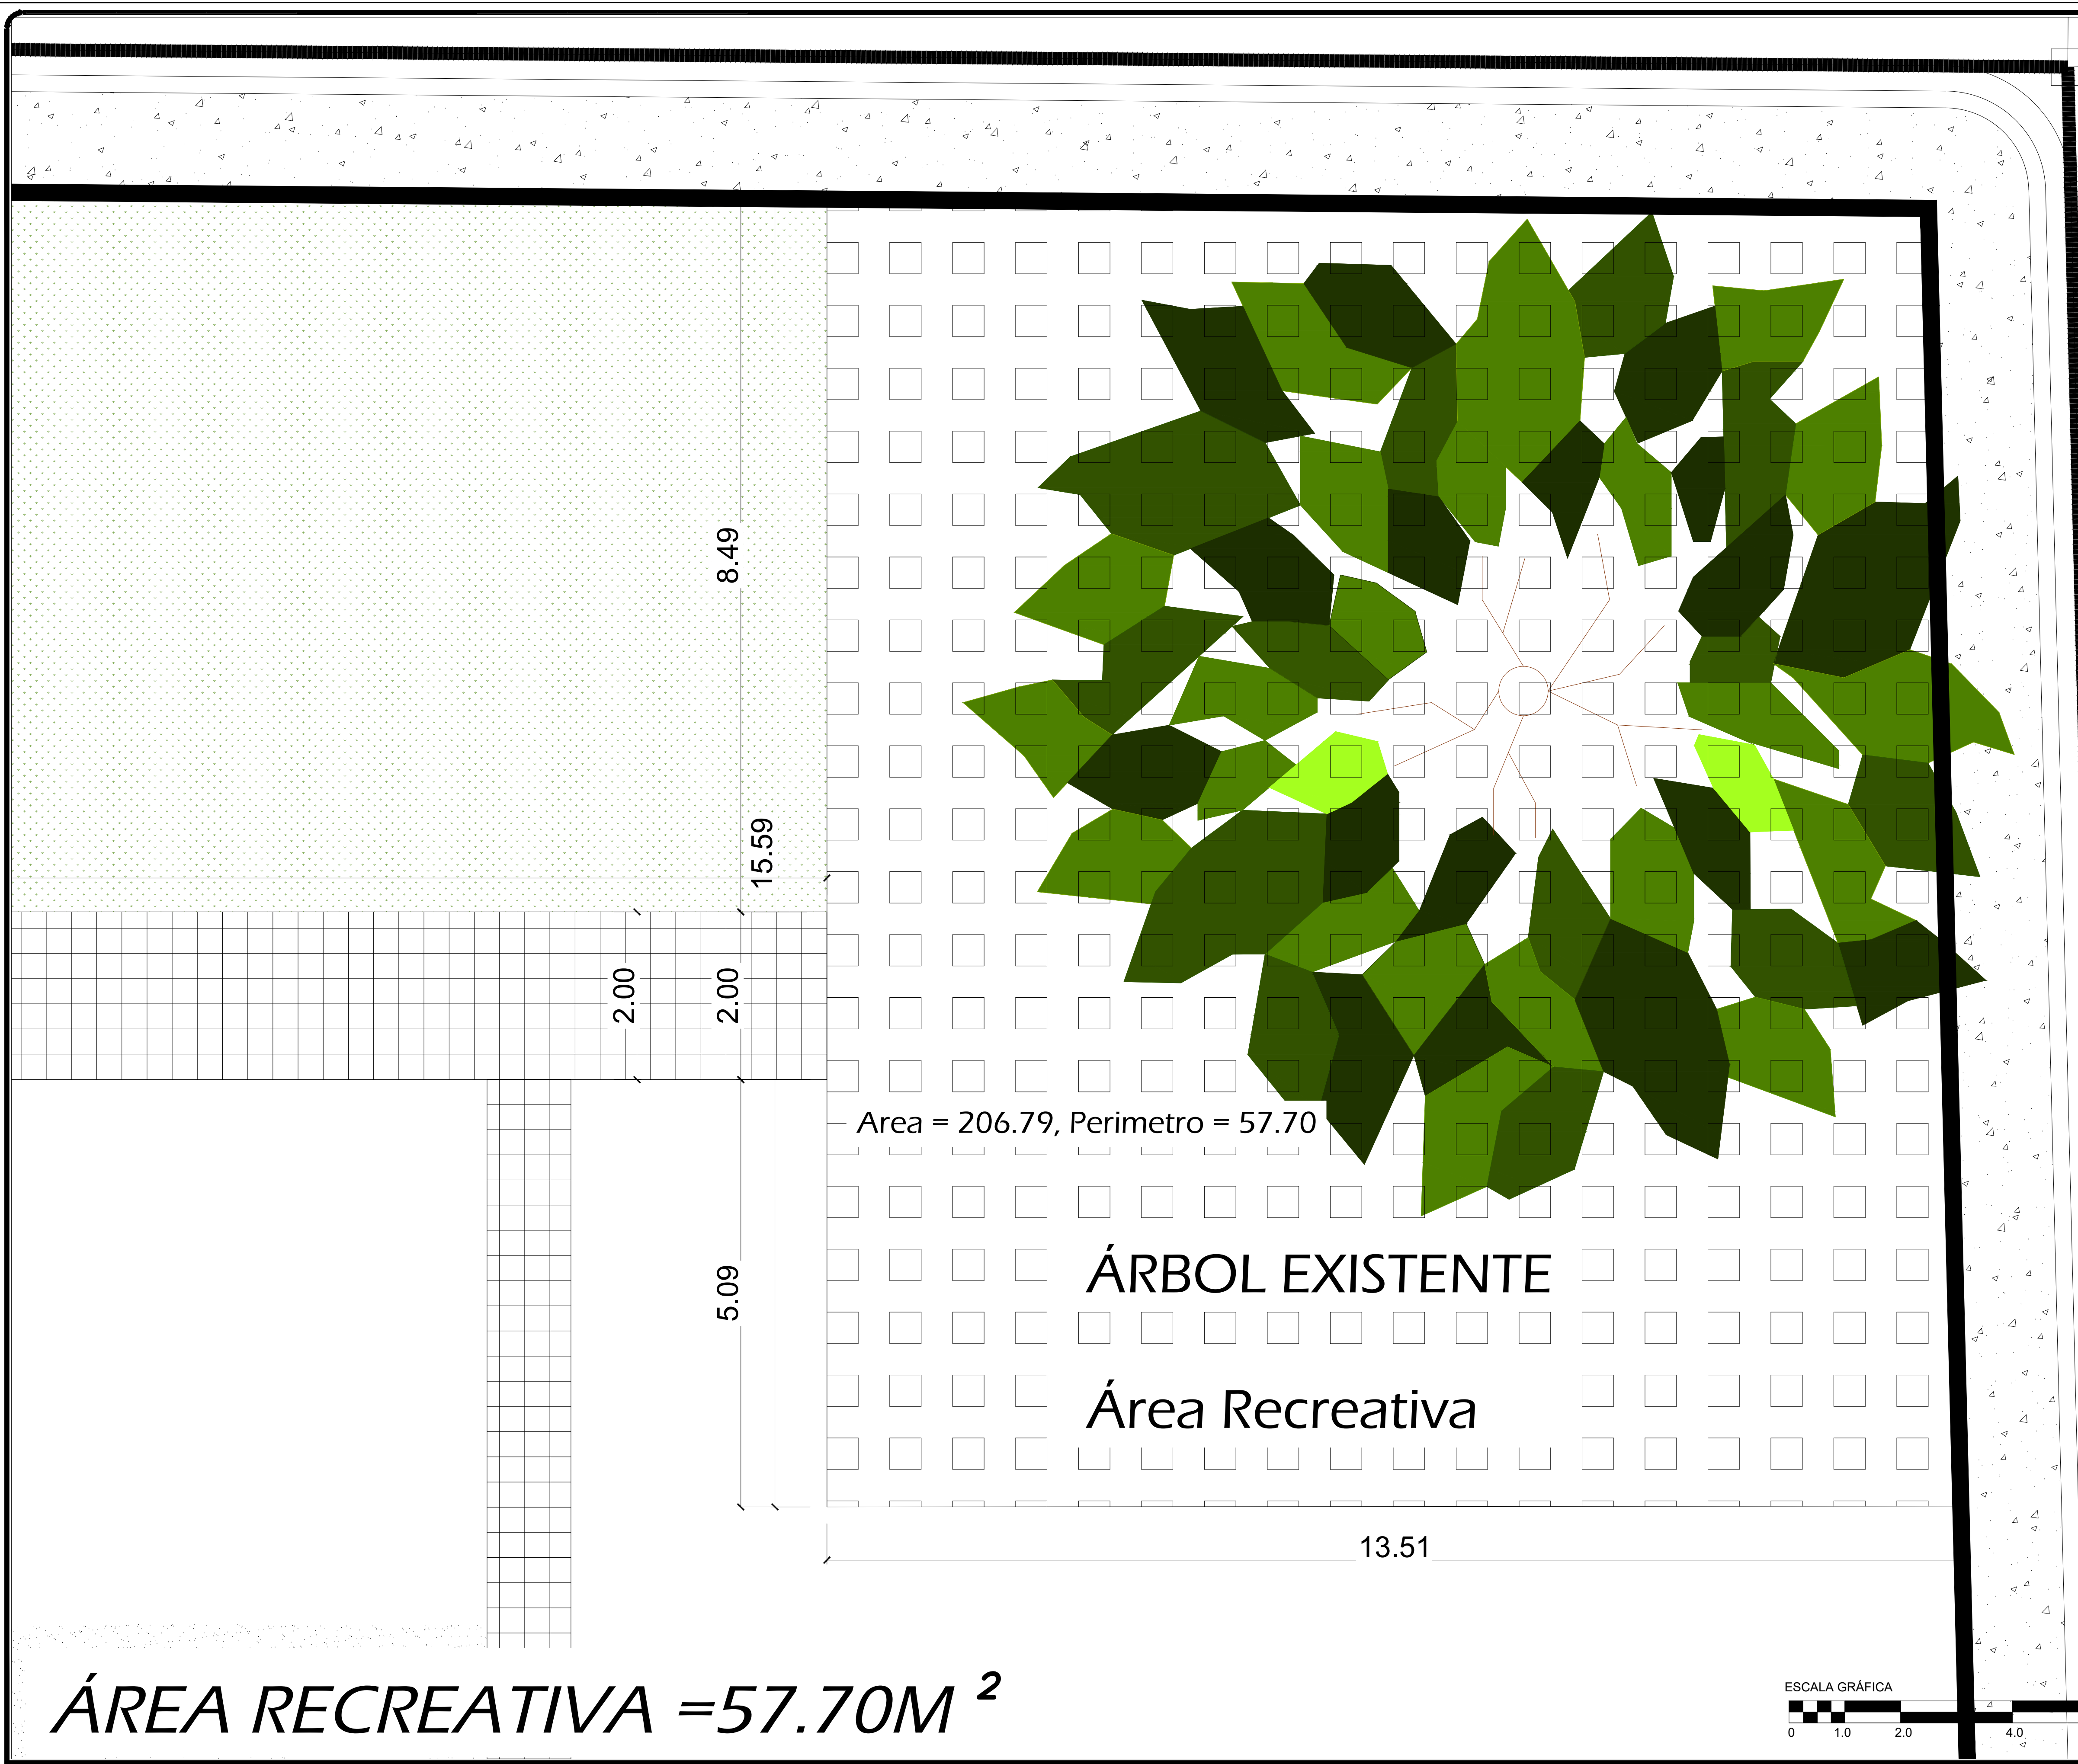 8.49
15.59
2.00
2.00
Area = 206.79, Perimetro = 57.70
5.09
ÁRBOL EXISTENTE
Área Recreativa
13.51
ÁREA RECREATIVA =57.70M ²
ESCALA GRÁFICA
0 1.0 2.0 4.0